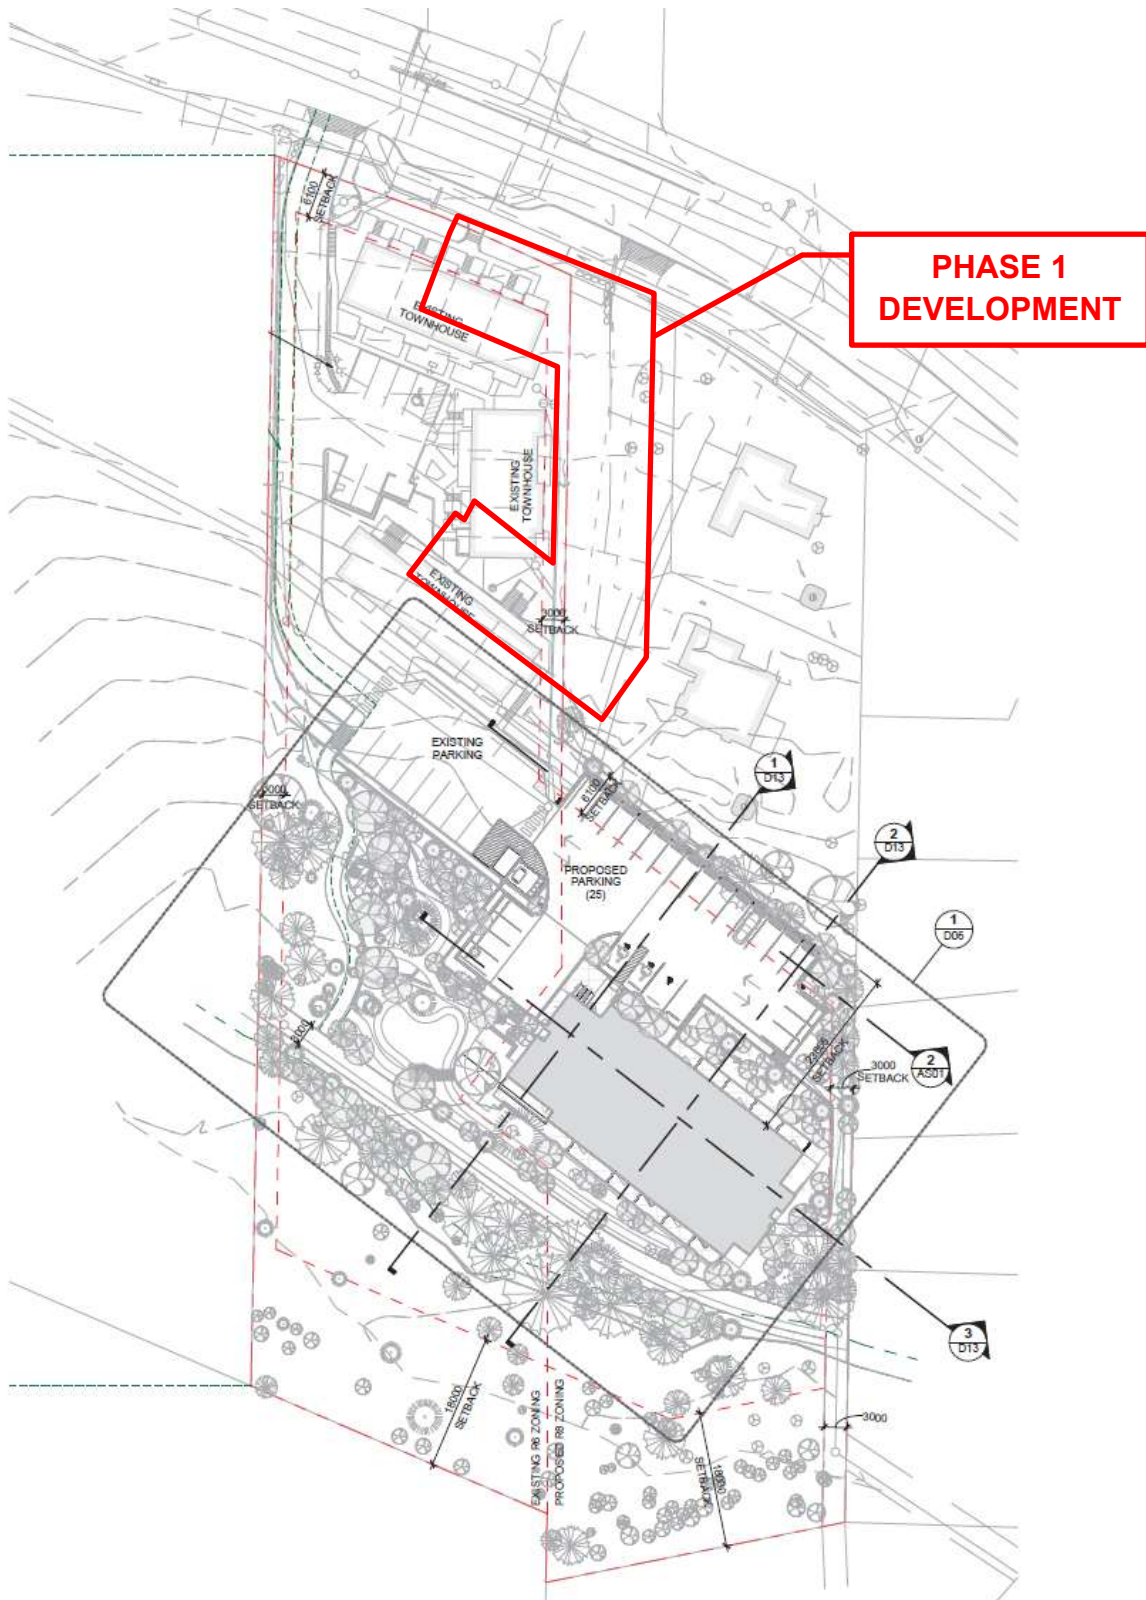 6100
SETBACK
PHASE 1
DEVELOPMENT
EXISTING
TOWNHOUSE
EXISTING
TOWNHOUSE
EXISTING
TOWNHOUSE
3000
SETBACK
EXISTING
PARKING
6100
SETBACK
1
D13
SETBACK
2
D13
PROPOSED
PARKING
(25)
1
D06
3000
SETBACK
3000
SETBACK
2
AS01
3
D13
18000
SETBACK
EXISTING R6 ZONING
PROPOSED R8 ZONING
3000
18000
SETBACK